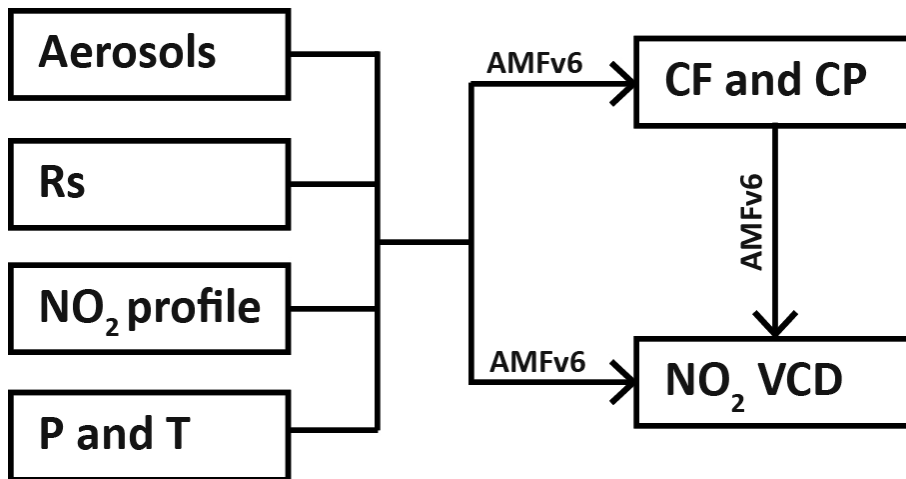 Aerosols
Rs
NO₂ profile
P and T
AMFv6
CF and CP
AMFv6
AMFv6
NO₂ VCD